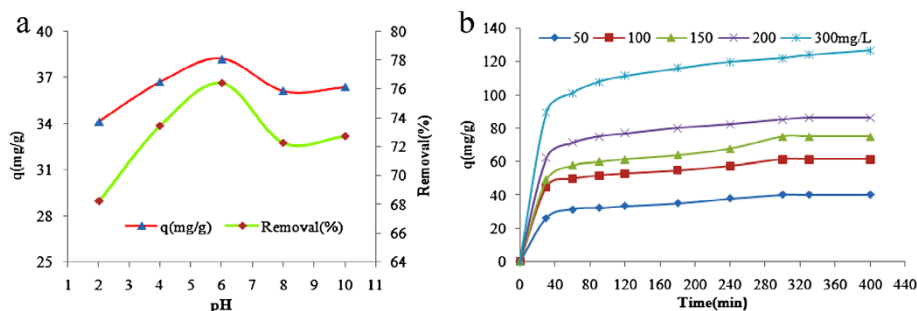 a
q(mg/g)
40
37
34
31
28
25
Removal(%)
80
78
76
74
72
70
68
66
64
q(mg/g) Removal(%)
1 2 3 4 5 6 7 8 9 10 11
pH
b
q(mg/g)
140
120
100
80
60
40
20
0
50 100 150 200 300mg/L
0 40 80 120 160 200 240 280 320 360 400 440
Time(min)